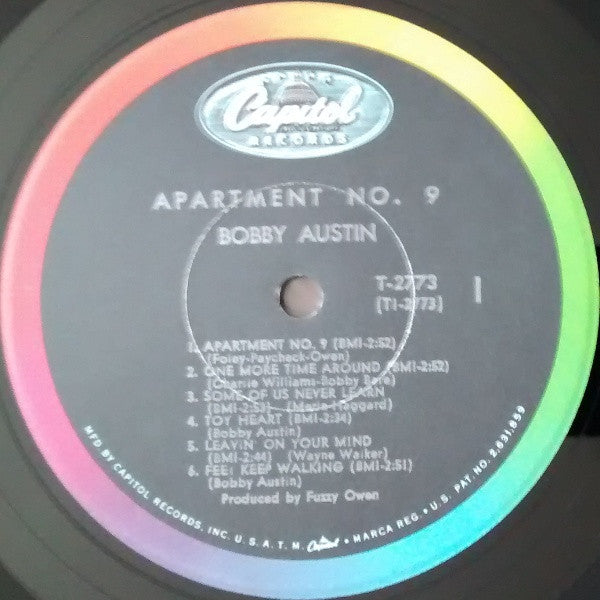 Capitol
RECORDS
APARTMENT NO. 9
BOBBY AUSTIN
T-2773 1
(T1-2773)
1. APARTMENT NO. 9 (BMI-2:52)
(Foley-Paycheck-Owen)
2. ONE MORE TIME AROUND (BMI-2:52)
(Charlie Williams-Bobby Bare)
3. SOME OF US NEVER LEARN
(BMI-2:53) (Merle Haggard)
4. TOY HEART (BMI-2:34)
(Bobby Austin)
5. LEAVIN' ON YOUR MIND
(BMI-2:44) (Wayne Walker)
6. FEET KEEP WALKING (BMI-2:51)
(Bobby Austin)
Produced by Fuzzy Owen
MFD BY CAPITOL RECORDS, INC. U.S.A. T.M. Capitol • MARCA REG. • U.S. PAT. NO. 2,631,859